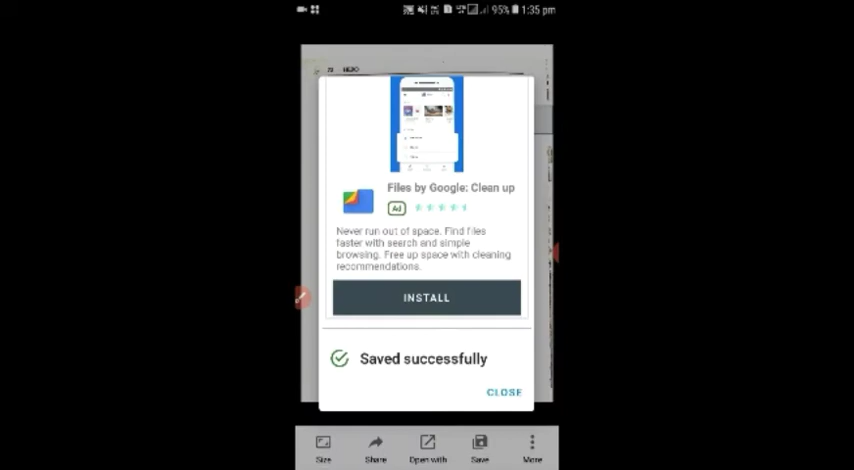 95% 1:35 pm
HERO
Files by Google: Clean up
Ad
Never run out of space. Find files
faster with search and simple
browsing. Free up space with cleaning
recommendations.
INSTALL
Saved successfully
CLOSE
Size Share Open with Save More